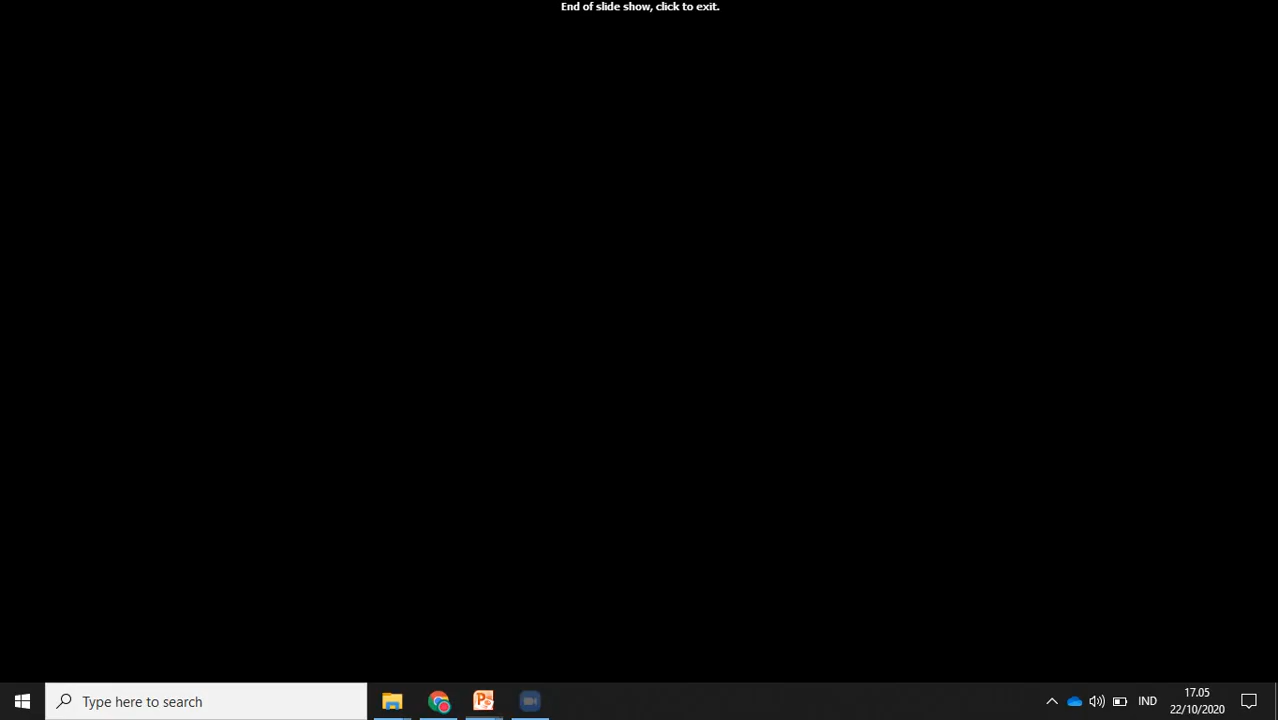 End of slide show, click to exit.
Type here to search
IND
17.05
22/10/2020